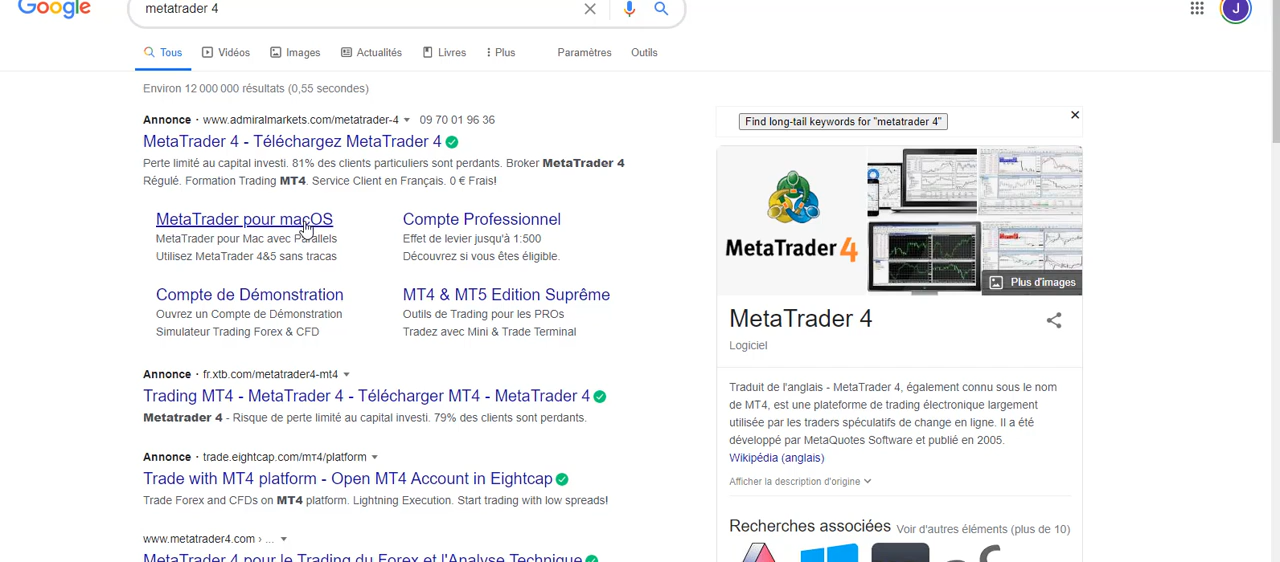 Google
metatrader 4
J
Tous
Vidéos
Images
Actualités
Livres
Plus
Paramètres
Outils
Environ 12 000 000 résultats (0,55 secondes)
Annonce · www.admiralmarkets.com/metatrader-4 09 70 01 96 36
MetaTrader 4 - Téléchargez MetaTrader 4
Perte limité au capital investi. 81% des clients particuliers sont perdants. Broker MetaTrader 4
Régulé. Formation Trading MT4. Service Client en Français. 0 € Frais!
MetaTrader pour macOS
MetaTrader pour Mac avec Parallels
Utilisez MetaTrader 4&5 sans tracas
Compte Professionnel
Effet de levier jusqu'à 1:500
Découvrez si vous êtes éligible.
Compte de Démonstration
Ouvrez un Compte de Démonstration
Simulateur Trading Forex & CFD
MT4 & MT5 Edition Suprême
Outils de Trading pour les PROs
Tradez avec Mini & Trade Terminal
Annonce · fr.xtb.com/metatrader4-mt4
Trading MT4 - MetaTrader 4 - Télécharger MT4 - MetaTrader 4
Metatrader 4 - Risque de perte limité au capital investi. 79% des clients sont perdants.
Annonce · trade.eightcap.com/mт4/platform
Trade with MT4 platform - Open MT4 Account in Eightcap
Trade Forex and CFDs on MT4 platform. Lightning Execution. Start trading with low spreads!
www.metatrader4.com › ...
MetaTrader 4 pour le Trading du Forex et l'Analyse Technique
Find long-tail keywords for "metatrader 4"
MetaTrader 4
Plus d'images
MetaTrader 4
Logiciel
Traduit de l'anglais - MetaTrader 4, également connu sous le nom
de MT4, est une plateforme de trading électronique largement
utilisée par les traders spéculatifs de change en ligne. Il a été
développé par MetaQuotes Software et publié en 2005.
Wikipédia (anglais)
Afficher la description d'origine
Recherches associées Voir d'autres éléments (plus de 10)